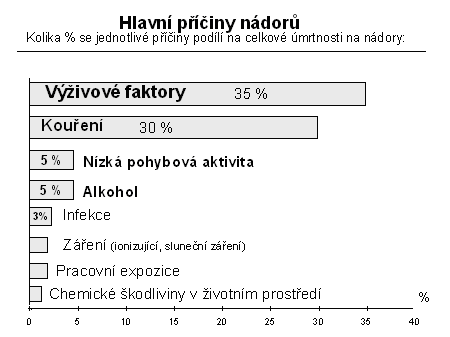 Hlavní příčiny nádorů
Kolika % se jednotlivé příčiny podílí na celkové úmrtnosti na nádory:
Výživové faktory 35 %
Kouření 30 %
5 % Nízká pohybová aktivita
5 % Alkohol
3% Infekce
Záření (ionizující, sluneční záření)
Pracovní expozice
Chemické škodliviny v životním prostředí %
0 5 10 15 20 25 30 35 40